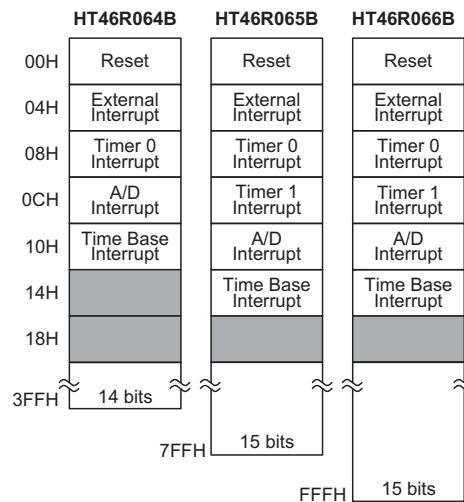 HT46R064B HT46R065B HT46R066B
00H Reset Reset Reset
04H External Interrupt External Interrupt External Interrupt
08H Timer 0 Interrupt Timer 0 Interrupt Timer 0 Interrupt
0CH A/D Interrupt Timer 1 Interrupt Timer 1 Interrupt
10H Time Base Interrupt A/D Interrupt A/D Interrupt
14H Time Base Interrupt Time Base Interrupt
18H
3FFH 14 bits
7FFH 15 bits
FFFH 15 bits